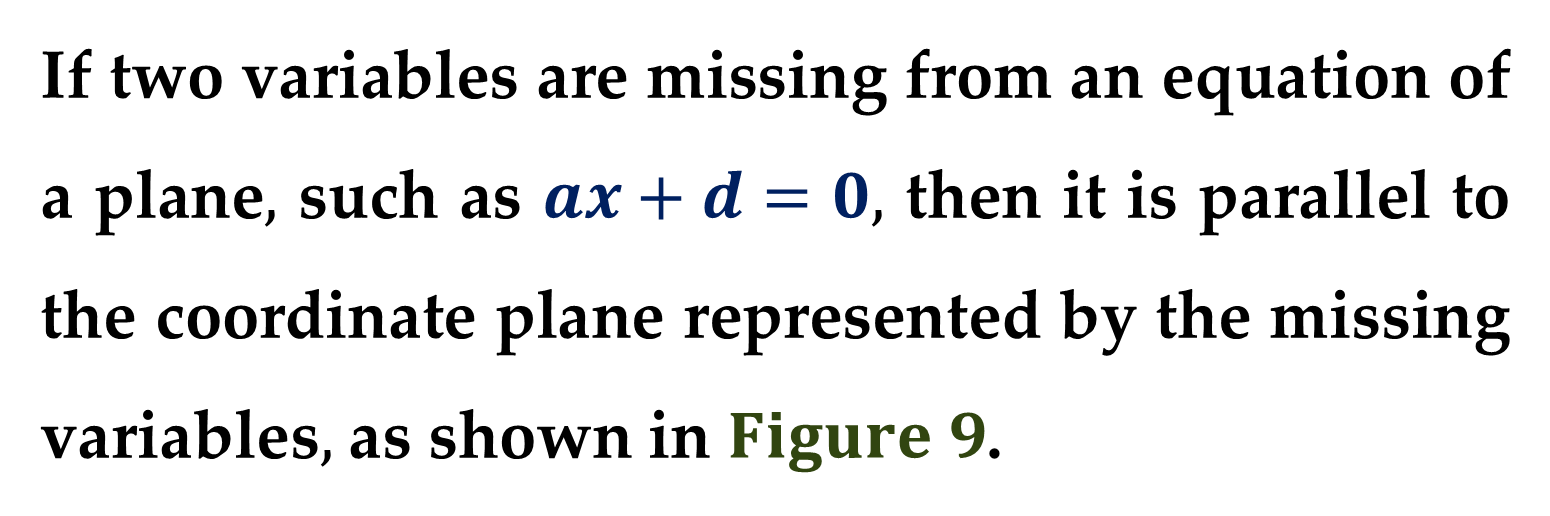 If two variables are missing from an equation of
a plane, such as ax + d = 0, then it is parallel to
the coordinate plane represented by the missing
variables, as shown in Figure 9.